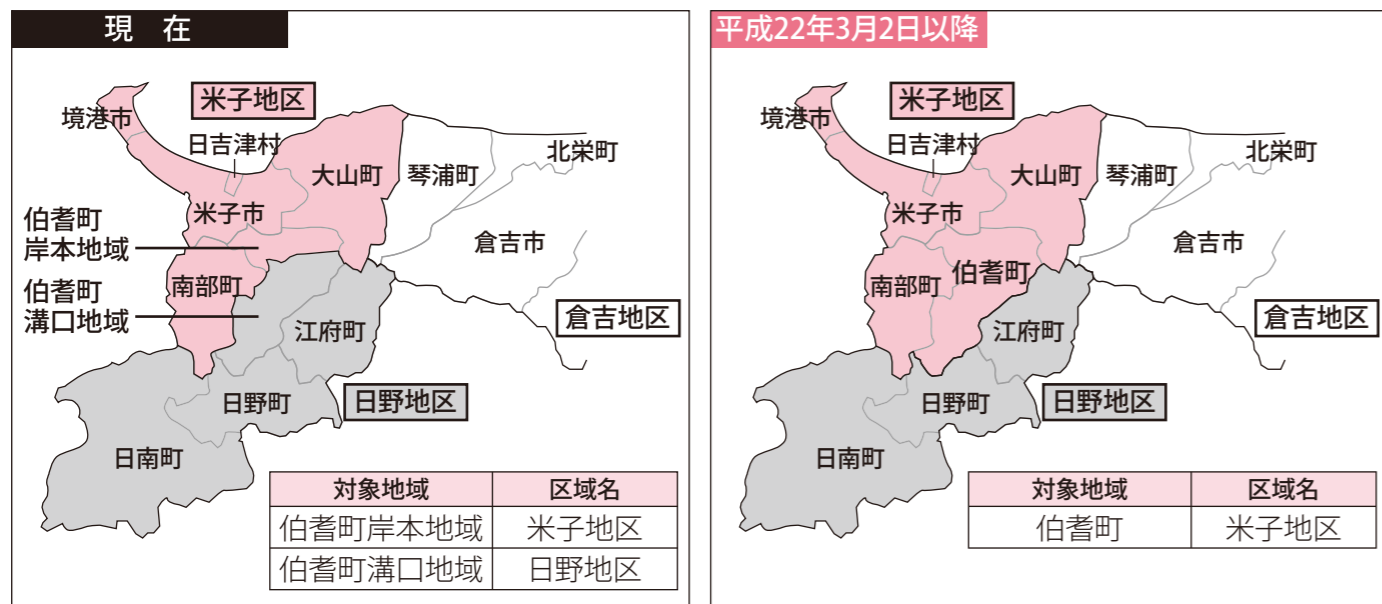 現 在
米子地区
境港市
日吉津村
大山町
琴浦町
北栄町
米子市
伯耆町
岸本地域
倉吉市
南部町
伯耆町
溝口地域
江府町
倉吉地区
日野町
日野地区
日南町
対象地域 区域名
伯耆町岸本地域 米子地区
伯耆町溝口地域 日野地区
平成22年3月2日以降
米子地区
境港市
日吉津村
大山町
琴浦町
北栄町
米子市
倉吉市
伯耆町
南部町
江府町
倉吉地区
日野町
日野地区
日南町
対象地域 区域名
伯耆町 米子地区